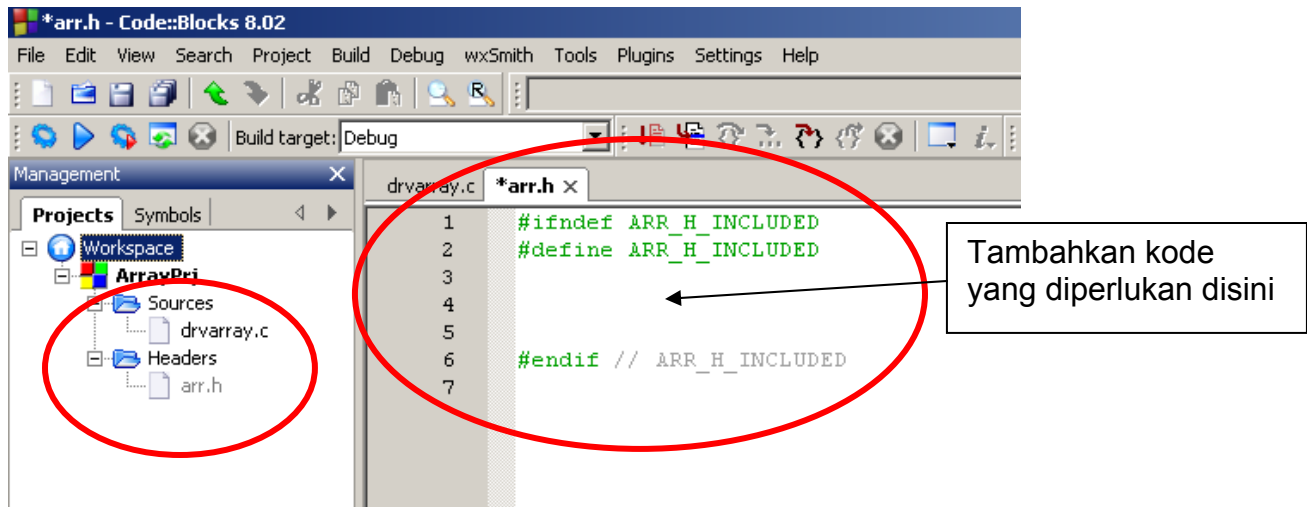 *arr.h - Code::Blocks 8.02
File Edit View Search Project Build Debug wxSmith Tools Plugins Settings Help
Build target: Debug
Management
drvarray.c *arr.h
Projects Symbols
Workspace
ArrayPrj
Sources
drvarray.c
Headers
arr.h
1 #ifndef ARR_H_INCLUDED
2 #define ARR_H_INCLUDED
3
4
5
6 #endif // ARR_H_INCLUDED
7
Tambahkan kode
yang diperlukan disini